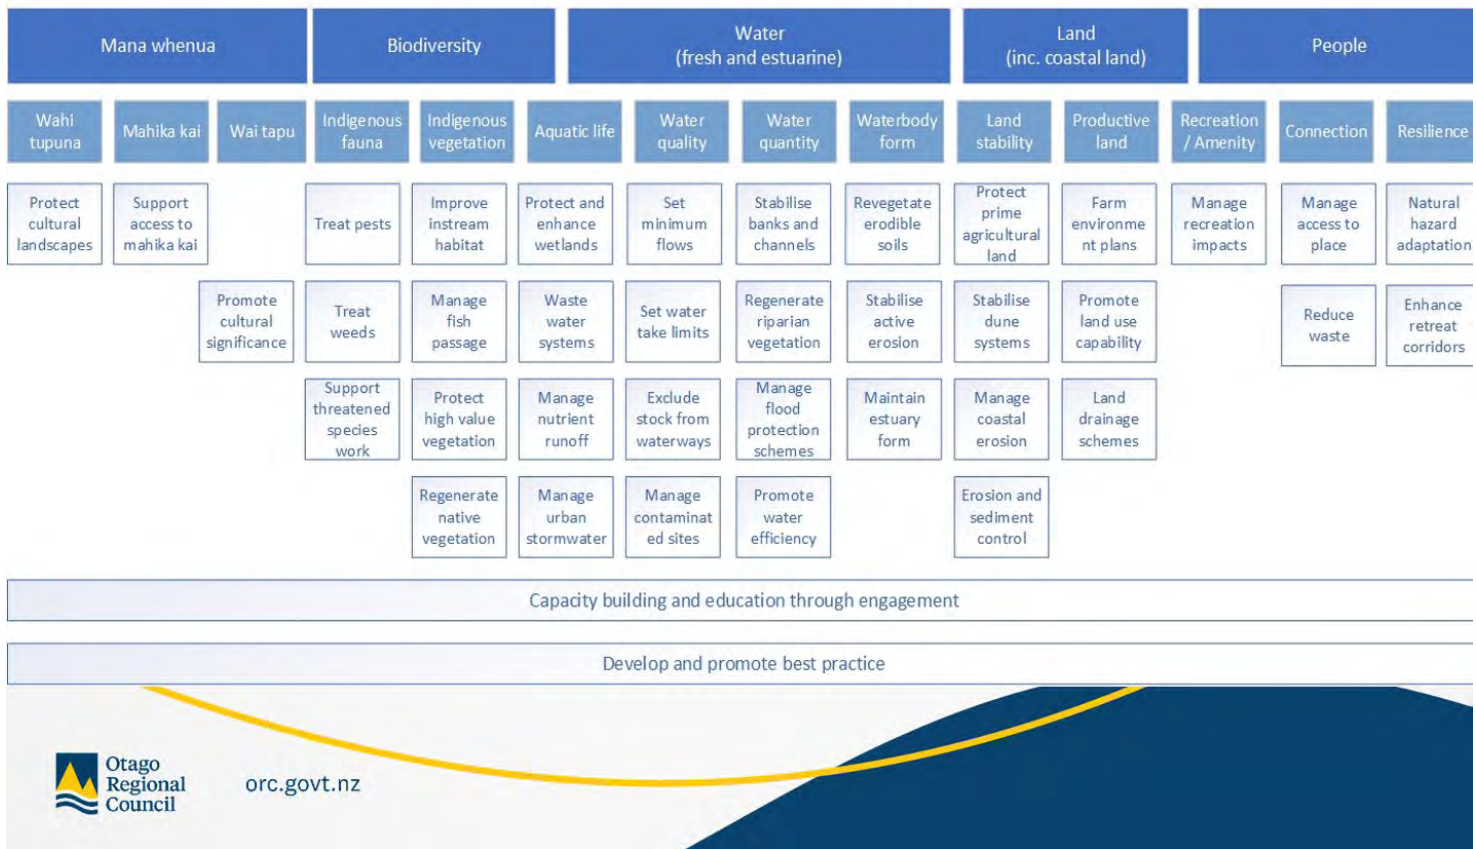 Mana whenua
Biodiversity
Water
(fresh and estuarine)
Land
(inc. coastal land)
People
Wahi
tupuna
Mahika kai
Wai tapu
Indigenous
fauna
Indigenous
vegetation
Aquatic life
Water
quality
Water
quantity
Waterbody
form
Land
stability
Productive
land
Recreation
/ Amenity
Connection
Resilience
Protect
cultural
landscapes
Support
access to
mahika kai
Treat pests
Improve
instream
habitat
Protect and
enhance
wetlands
Set
minimum
flows
Stabilise
banks and
channels
Revegetate
erodible
soils
Protect
prime
agricultural
land
Farm
environme
nt plans
Manage
recreation
impacts
Manage
access to
place
Natural
hazard
adaptation
Promote
cultural
significance
Treat
weeds
Manage
fish
passage
Waste
water
systems
Set water
take limits
Regenerate
riparian
vegetation
Stabilise
active
erosion
Stabilise
dune
systems
Promote
land use
capability
Reduce
waste
Enhance
retreat
corridors
Support
threatened
species
work
Protect
high value
vegetation
Manage
nutrient
runoff
Exclude
stock from
waterways
Manage
flood
protection
schemes
Maintain
estuary
form
Manage
coastal
erosion
Land
drainage
schemes
Regenerate
native
vegetation
Manage
urban
stormwater
Manage
contaminat
ed sites
Promote
water
efficiency
Erosion and
sediment
control
Capacity building and education through engagement
Develop and promote best practice
Otago
Regional
Council
orc.govt.nz